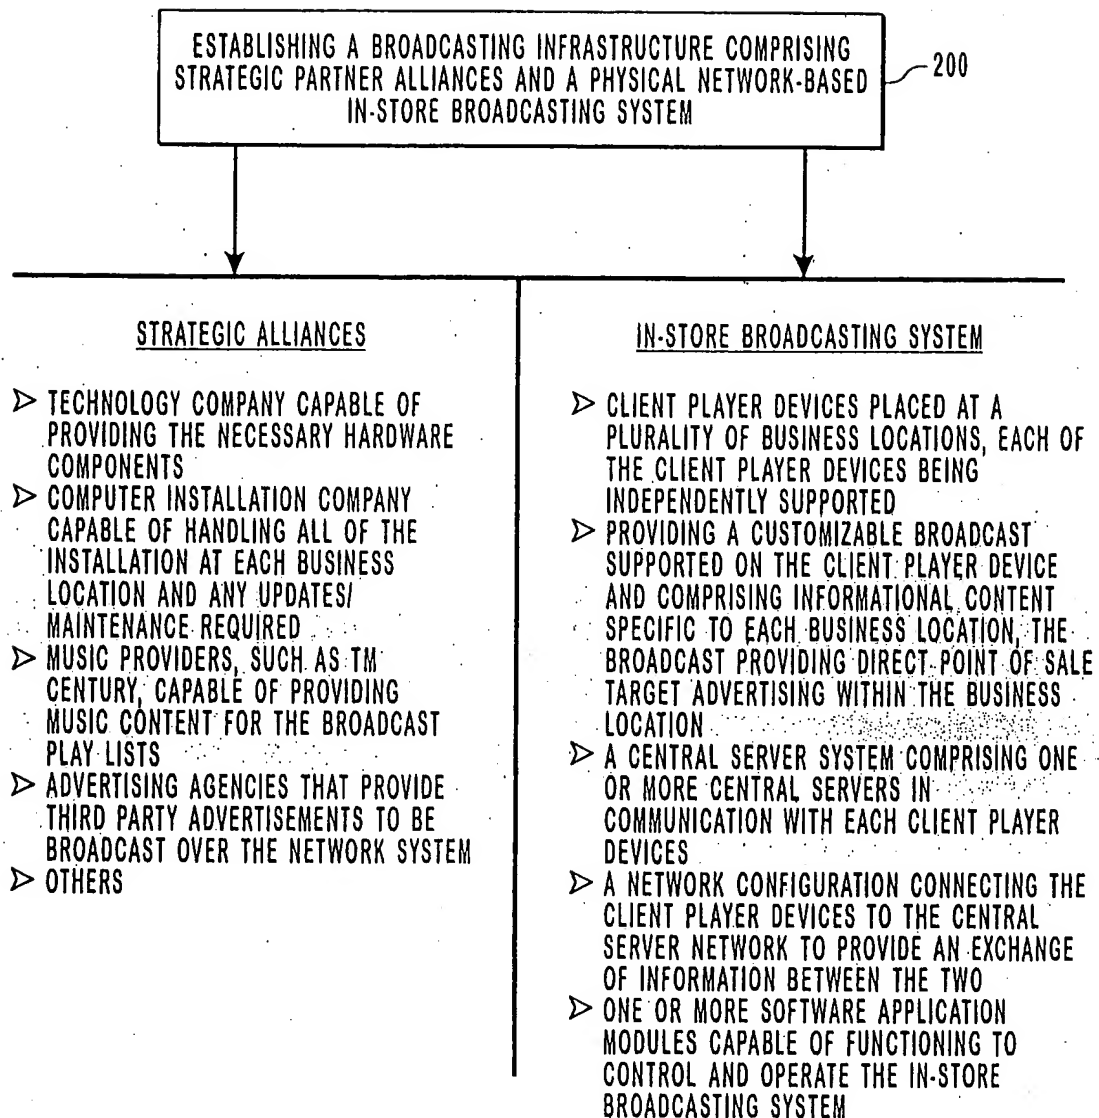 ESTABLISHING A BROADCASTING INFRASTRUCTURE COMPRISING
STRATEGIC PARTNER ALLIANCES AND A PHYSICAL NETWORK-BASED
IN-STORE BROADCASTING SYSTEM
200
STRATEGIC ALLIANCES
TECHNOLOGY COMPANY CAPABLE OF
PROVIDING THE NECESSARY HARDWARE
COMPONENTS
COMPUTER INSTALLATION COMPANY
CAPABLE OF HANDLING ALL OF THE
INSTALLATION AT EACH BUSINESS
LOCATION AND ANY UPDATES/
MAINTENANCE REQUIRED
MUSIC PROVIDERS, SUCH AS TM
CENTURY, CAPABLE OF PROVIDING
MUSIC CONTENT FOR THE BROADCAST
PLAY LISTS
ADVERTISING AGENCIES THAT PROVIDE
THIRD PARTY ADVERTISEMENTS TO BE
BROADCAST OVER THE NETWORK SYSTEM
OTHERS
IN-STORE BROADCASTING SYSTEM
CLIENT PLAYER DEVICES PLACED AT A
PLURALITY OF BUSINESS LOCATIONS, EACH OF
THE CLIENT PLAYER DEVICES BEING
INDEPENDENTLY SUPPORTED
PROVIDING A CUSTOMIZABLE BROADCAST
SUPPORTED ON THE CLIENT PLAYER DEVICE
AND COMPRISING INFORMATIONAL CONTENT
SPECIFIC TO EACH BUSINESS LOCATION, THE
BROADCAST PROVIDING DIRECT POINT OF SALE
TARGET ADVERTISING WITHIN THE BUSINESS
LOCATION
A CENTRAL SERVER SYSTEM COMPRISING ONE
OR MORE CENTRAL SERVERS IN
COMMUNICATION WITH EACH CLIENT PLAYER
DEVICES
A NETWORK CONFIGURATION CONNECTING THE
CLIENT PLAYER DEVICES TO THE CENTRAL
SERVER NETWORK TO PROVIDE AN EXCHANGE
OF INFORMATION BETWEEN THE TWO
ONE OR MORE SOFTWARE APPLICATION
MODULES CAPABLE OF FUNCTIONING TO
CONTROL AND OPERATE THE IN-STORE
BROADCASTING SYSTEM